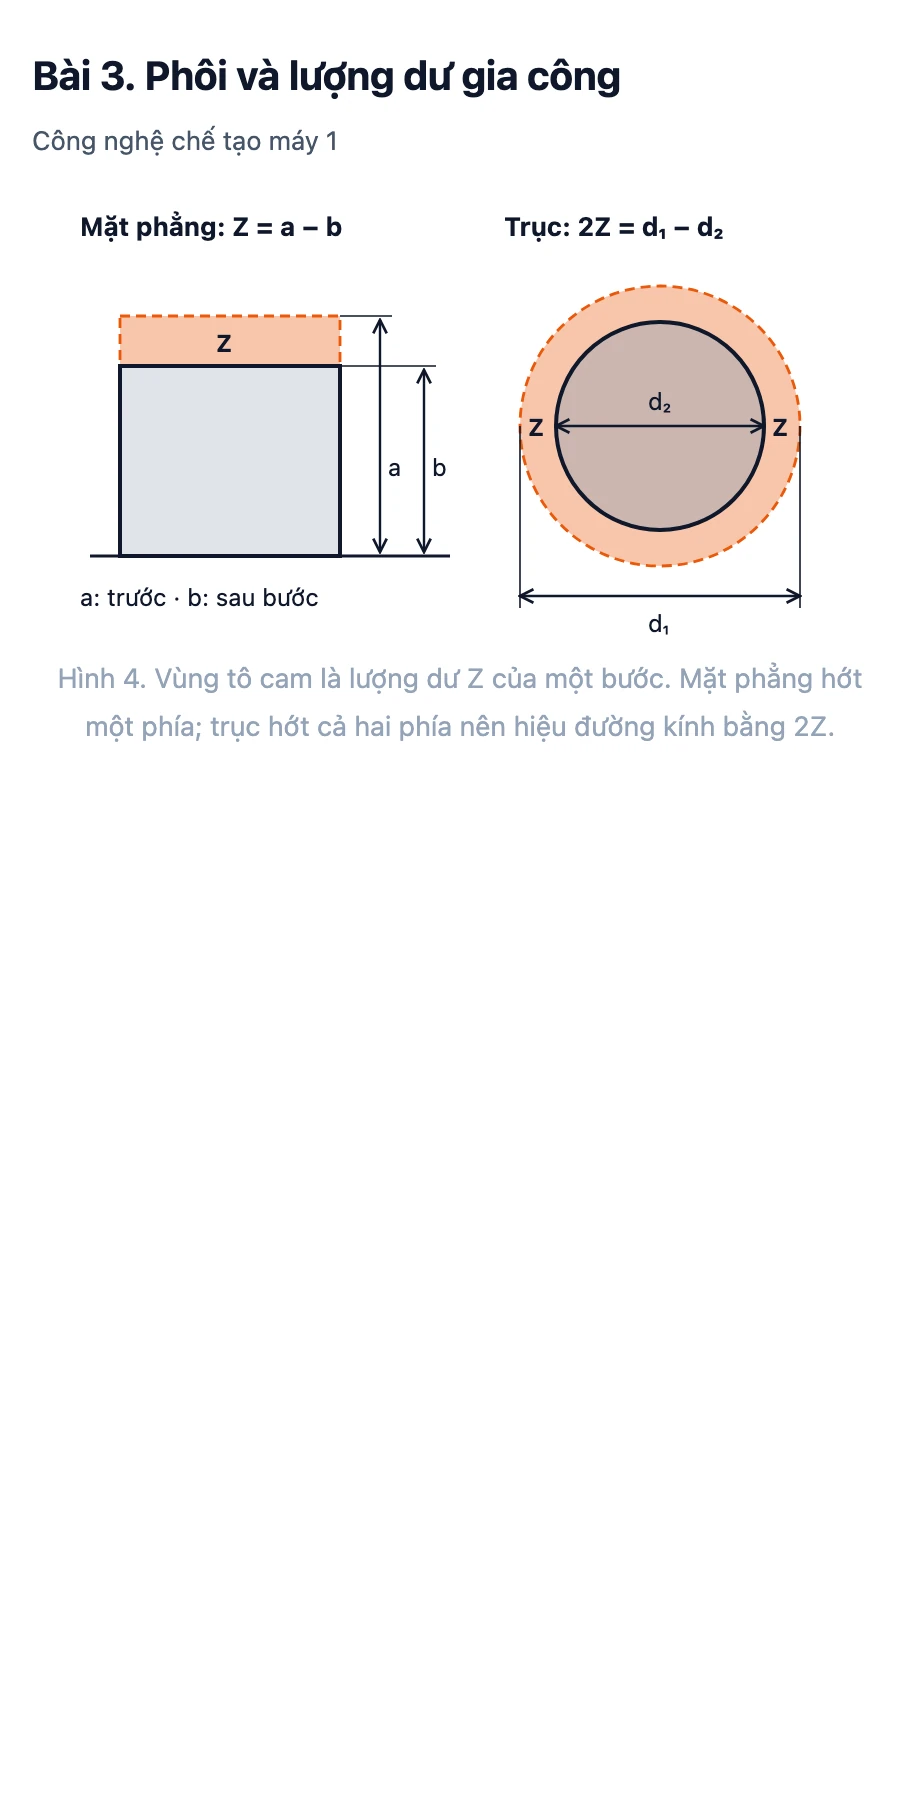 Bài 3. Phôi và lượng dư gia công
Công nghệ chế tạo máy 1
Mặt phẳng: Z = a – b
Trục: 2Z = d₁ – d₂
Z
a
b
a: trước · b: sau bước
d₂
Z
Z
d₁
Hình 4. Vùng tô cam là lượng dư Z của một bước. Mặt phẳng hớt
một phía; trục hớt cả hai phía nên hiệu đường kính bằng 2Z.